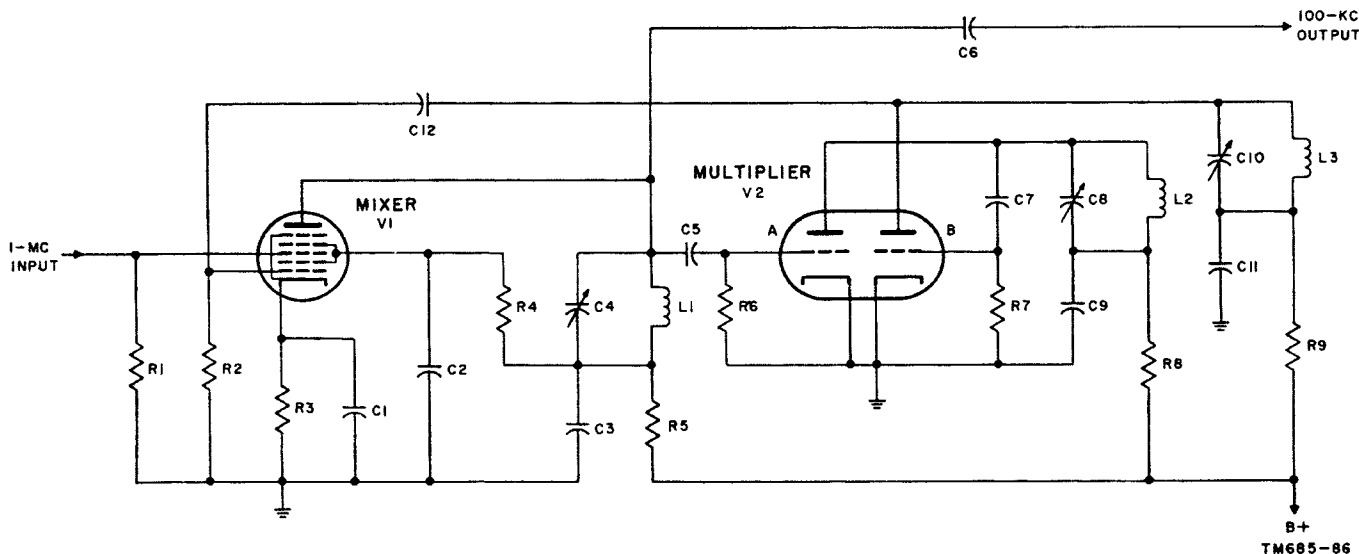 100-KC
OUTPUT
C6
C12
C10
L3
MULTIPLIER
V2
MIXER
V1
C7
C8
L2
1-MC
INPUT
C5
A
B
R4
C4
L1
R6
R7
C9
C11
R1
R2
R3
C1
C2
C3
R5
R8
R9
B+
TM685-86